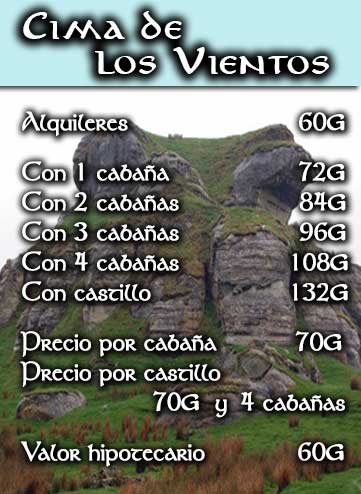 Cima de
Los Vientos
Alquileres 60G
Con 1 cabaña 72G
Con 2 cabañas 84G
Con 3 cabañas 96G
Con 4 cabañas 108G
Con castillo 132G
Precio por cabaña 70G
Precio por castillo
70G y 4 cabañas
Valor hipotecario 60G